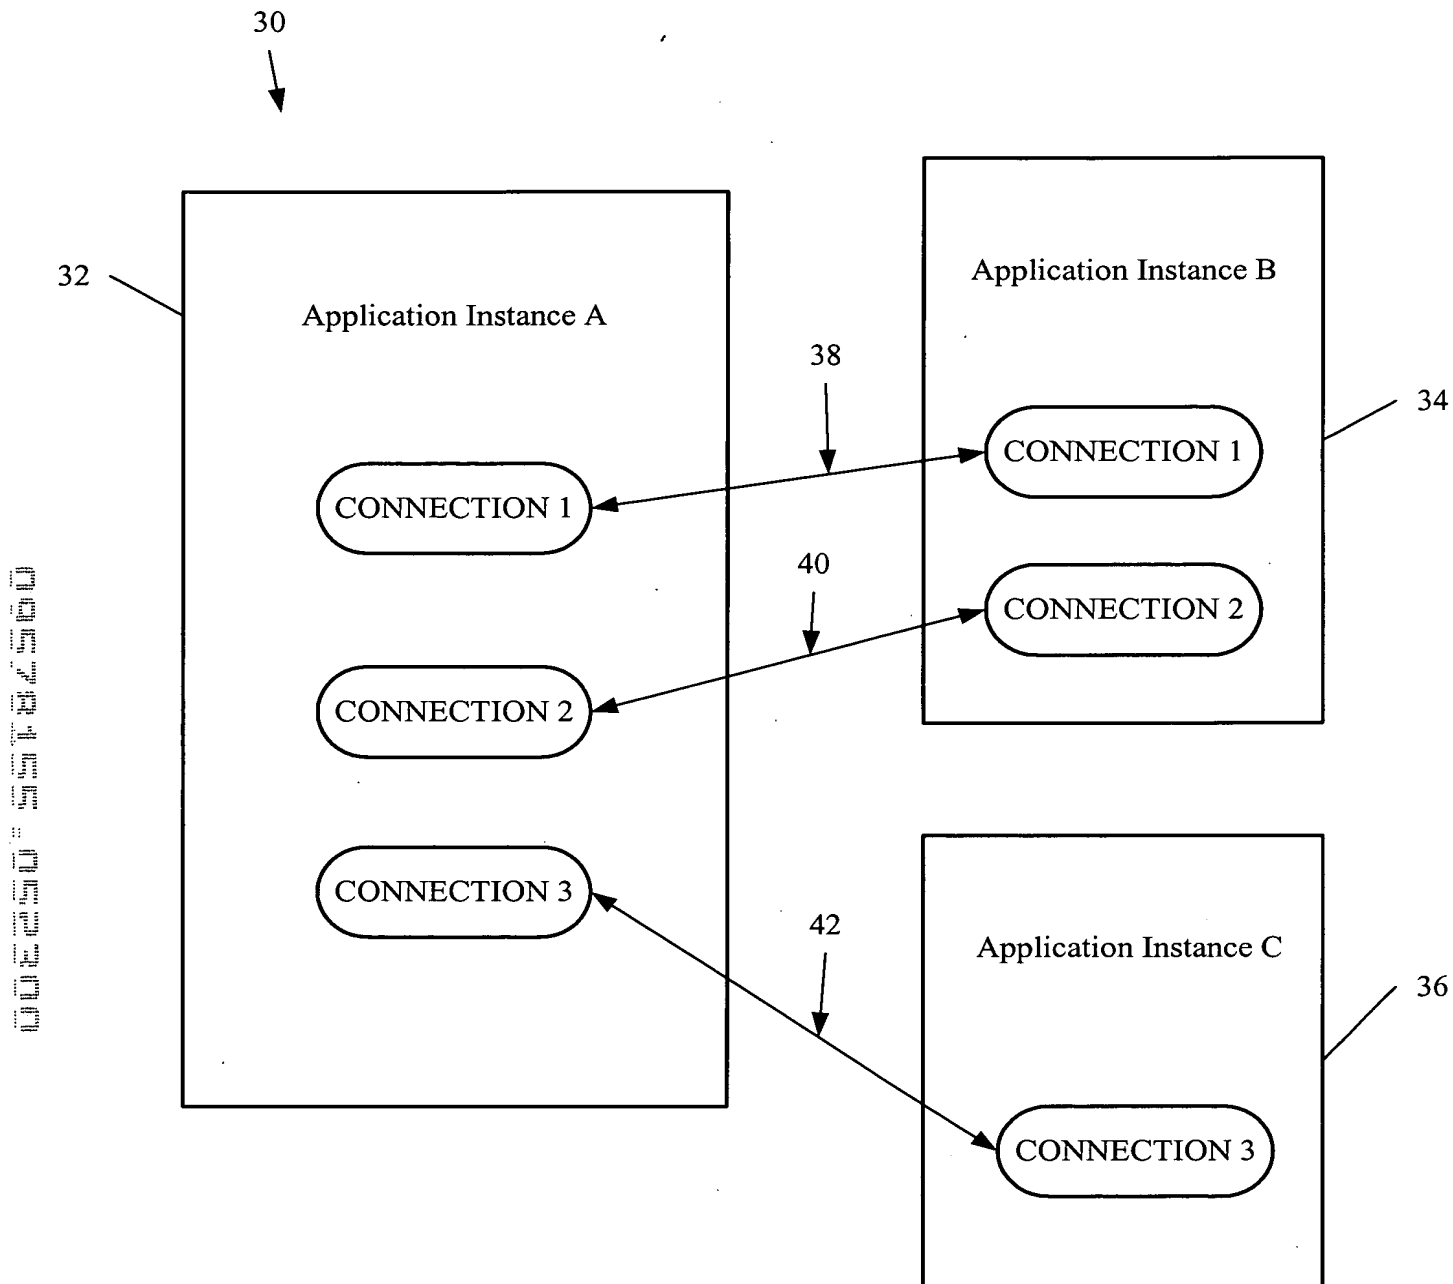 30
32
Application Instance A
Application Instance B
38
34
CONNECTION 1
CONNECTION 1
40
CONNECTION 2
CONNECTION 2
CONNECTION 3
42
Application Instance C
36
CONNECTION 3